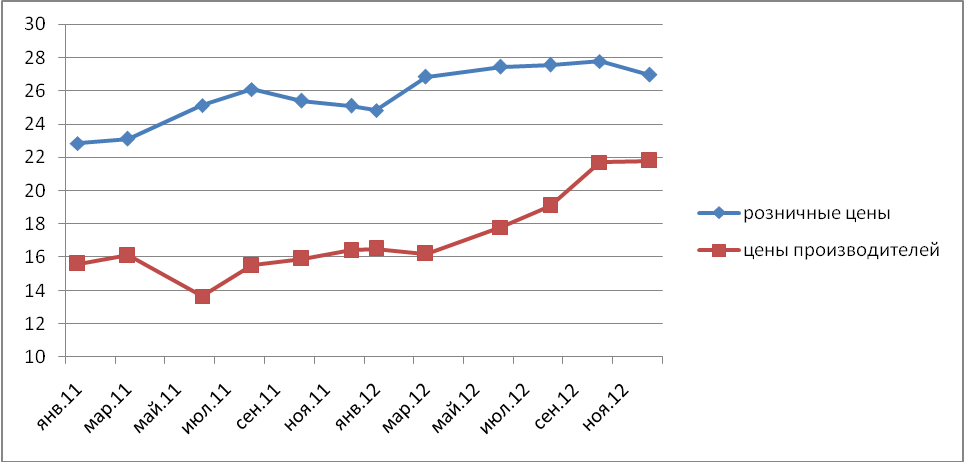 30
28
26
24
22
20
18
16
14
12
10
янв.11
мар.11
май.11
июл.11
сен.11
ноя.11
янв.12
мар.12
май.12
июл.12
сен.12
ноя.12
розничные цены
цены производителей